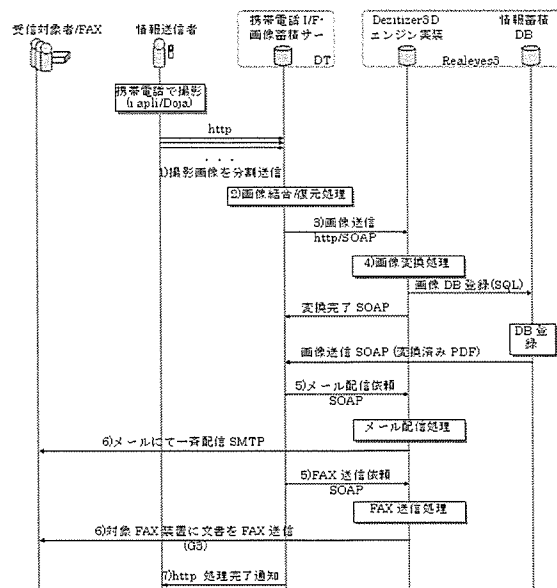 受信対象者/FAX
情報送信者
携帯電話 I/F・
画像蓄積サー
DT
Dezitizer3D
エンジン実装
情報蓄積
DB
Realeyes3
携帯電話で撮影
(i apli/Doja)
http
・・・
1)撮影画像を分割送信
2)画像結合/復元処理
3)画像送信
http/SOAP
4)画像変換処理
画像 DB 登録(SQL)
変換完了 SOAP
DB 登
録
画像送信 SOAP (変換済み PDF)
5)メール配信依頼
SOAP
メール配信処理
6)メールにて一斉配信 SMTP
5)FAX 送信依頼
SOAP
FAX 送信処理
6)対象 FAX 装置に文書を FAX 送信
(G3)
7)http 処理完了通知